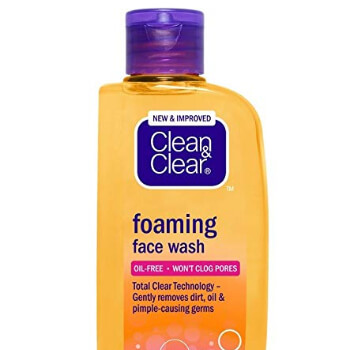 NEW & IMPROVED
Clean &
Clear®
TM
foaming
face wash
OIL-FREE • WON'T CLOG PORES
Total Clear Technology –
Gently removes dirt, oil &
pimple-causing germs